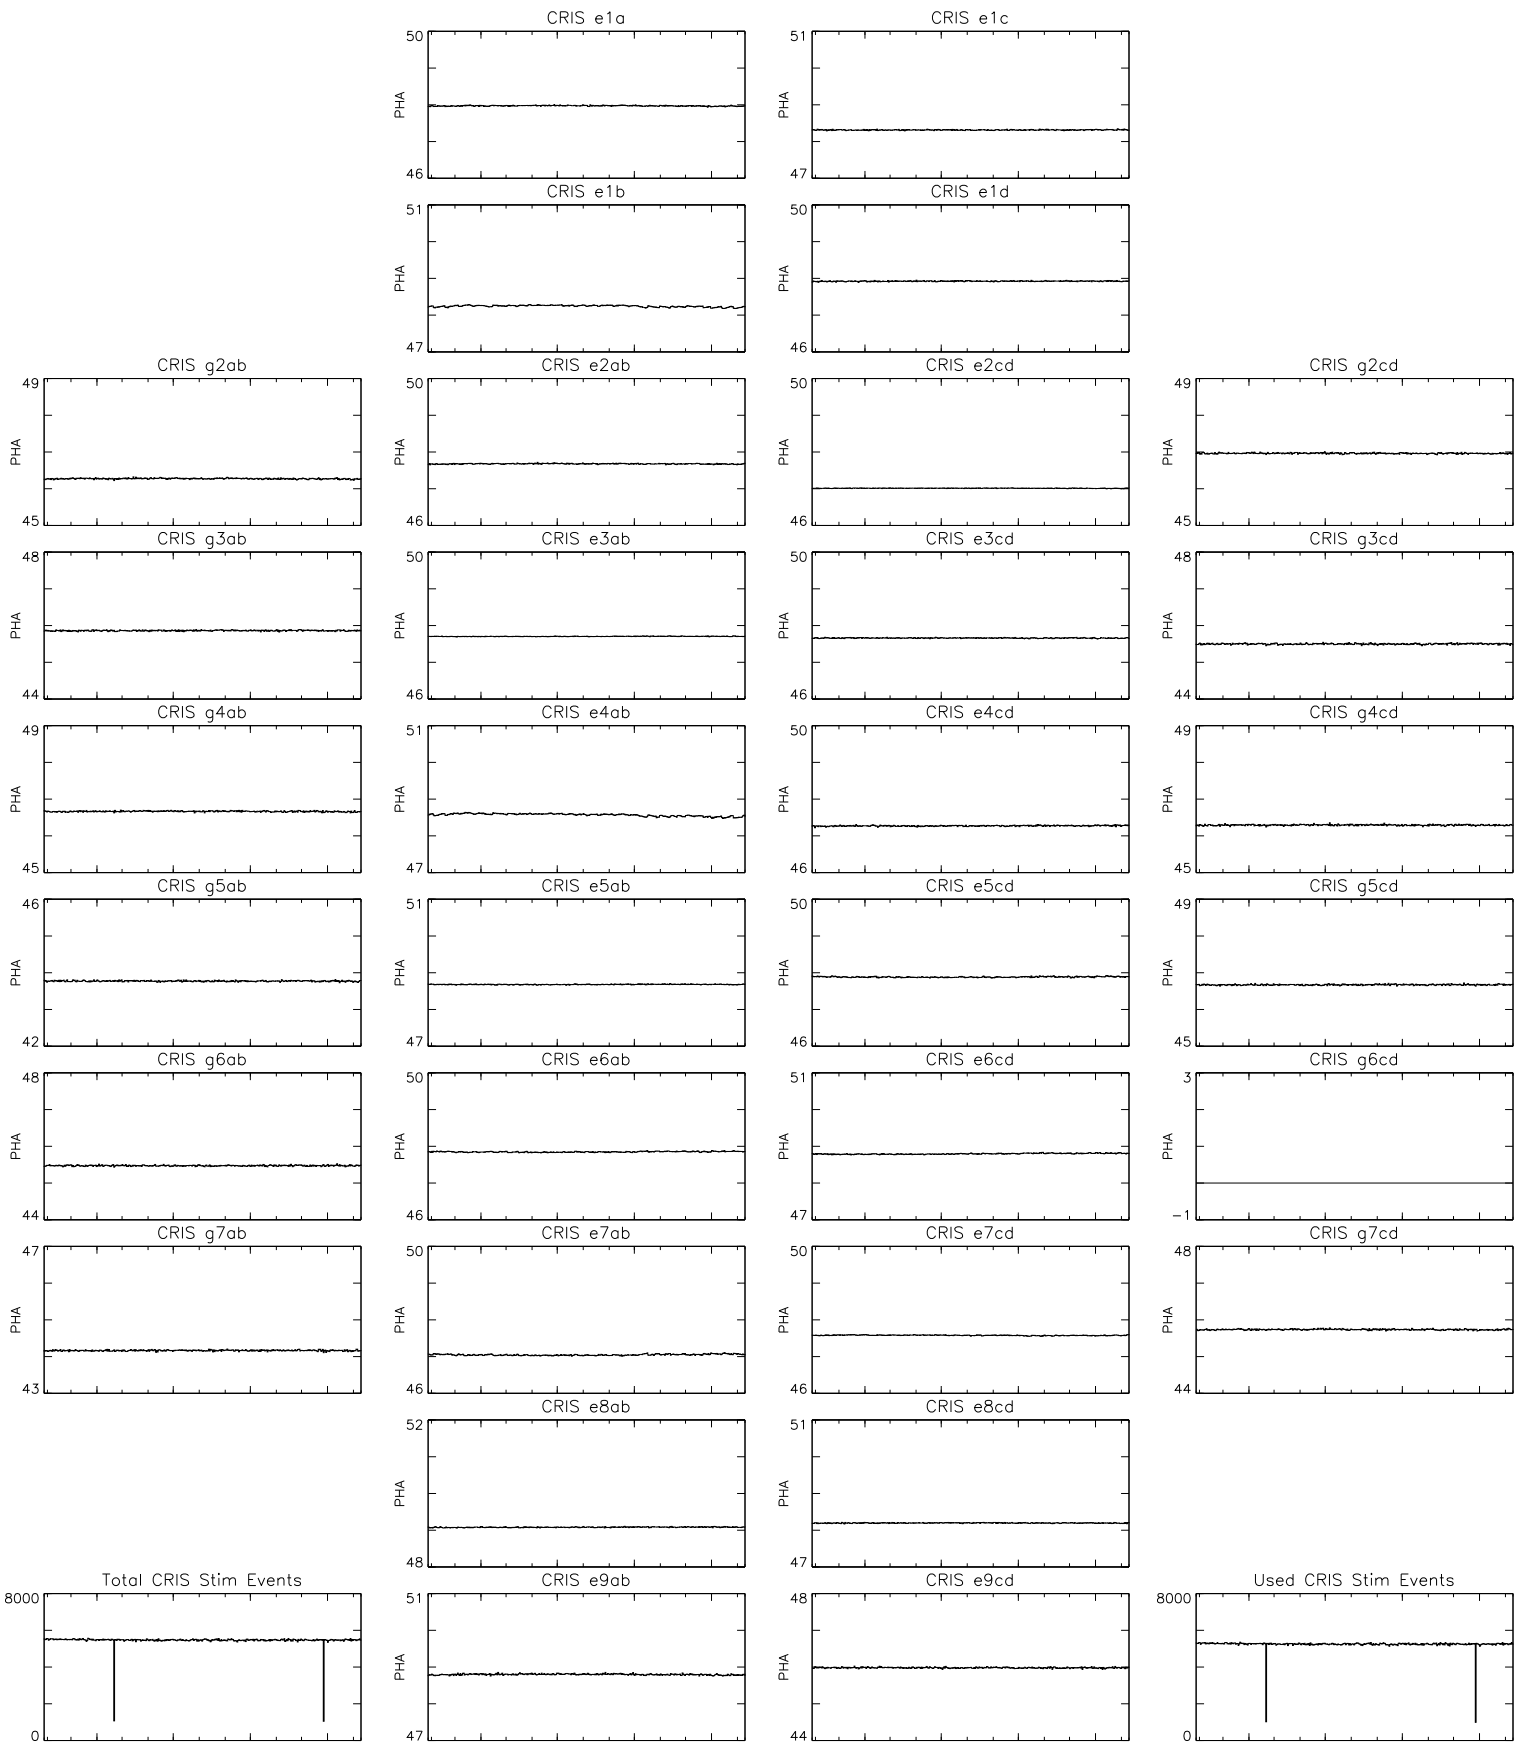 CRIS e1a
50
PHA
46
CRIS e1c
51
PHA
47
CRIS e1b
51
PHA
47
CRIS e1d
50
PHA
46
CRIS g2ab
49
PHA
45
CRIS e2ab
50
PHA
46
CRIS e2cd
50
PHA
46
CRIS g2cd
49
PHA
45
CRIS g3ab
48
PHA
44
CRIS e3ab
50
PHA
46
CRIS e3cd
50
PHA
46
CRIS g3cd
48
PHA
44
CRIS g4ab
49
PHA
45
CRIS e4ab
51
PHA
47
CRIS e4cd
50
PHA
46
CRIS g4cd
49
PHA
45
CRIS g5ab
46
PHA
42
CRIS e5ab
51
PHA
47
CRIS e5cd
50
PHA
46
CRIS g5cd
49
PHA
45
CRIS g6ab
48
PHA
44
CRIS e6ab
50
PHA
46
CRIS e6cd
51
PHA
47
CRIS g6cd
3
PHA
-1
CRIS g7ab
47
PHA
43
CRIS e7ab
50
PHA
46
CRIS e7cd
50
PHA
46
CRIS g7cd
48
PHA
44
CRIS e8ab
52
PHA
48
CRIS e8cd
51
PHA
47
Total CRIS Stim Events
8000
0
CRIS e9ab
51
PHA
47
CRIS e9cd
48
PHA
44
Used CRIS Stim Events
8000
0